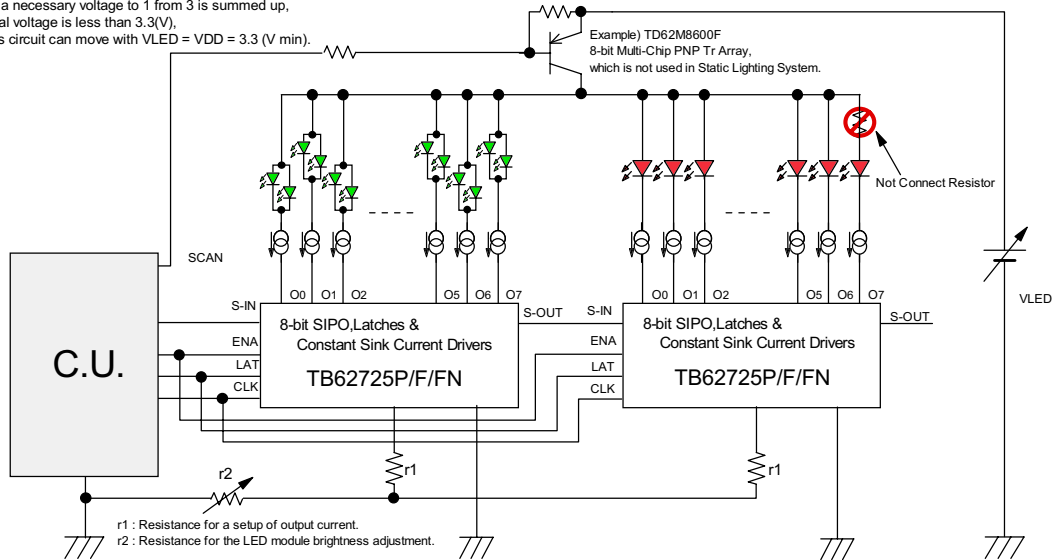 a necessary voltage to 1 from 3 is summed up,
al voltage is less than 3.3(V),
s circuit can move with VLED = VDD = 3.3 (V min).
Example) TD62M8600F
8-bit Multi-Chip PNP Tr Array,
which is not used in Static Lighting System.
Not Connect Resistor
SCAN
VLED
O0 O1 O2 O5 O6 O7
O0 O1 O2 O5 O6 O7
S-IN
S-OUT
S-IN
S-OUT
8-bit SIPO,Latches &
Constant Sink Current Drivers
TB62725P/F/FN
8-bit SIPO,Latches &
Constant Sink Current Drivers
TB62725P/F/FN
ENA
LAT
CLK
ENA
LAT
CLK
C.U.
r1
r1
r2
r1 : Resistance for a setup of output current.
r2 : Resistance for the LED module brightness adjustment.